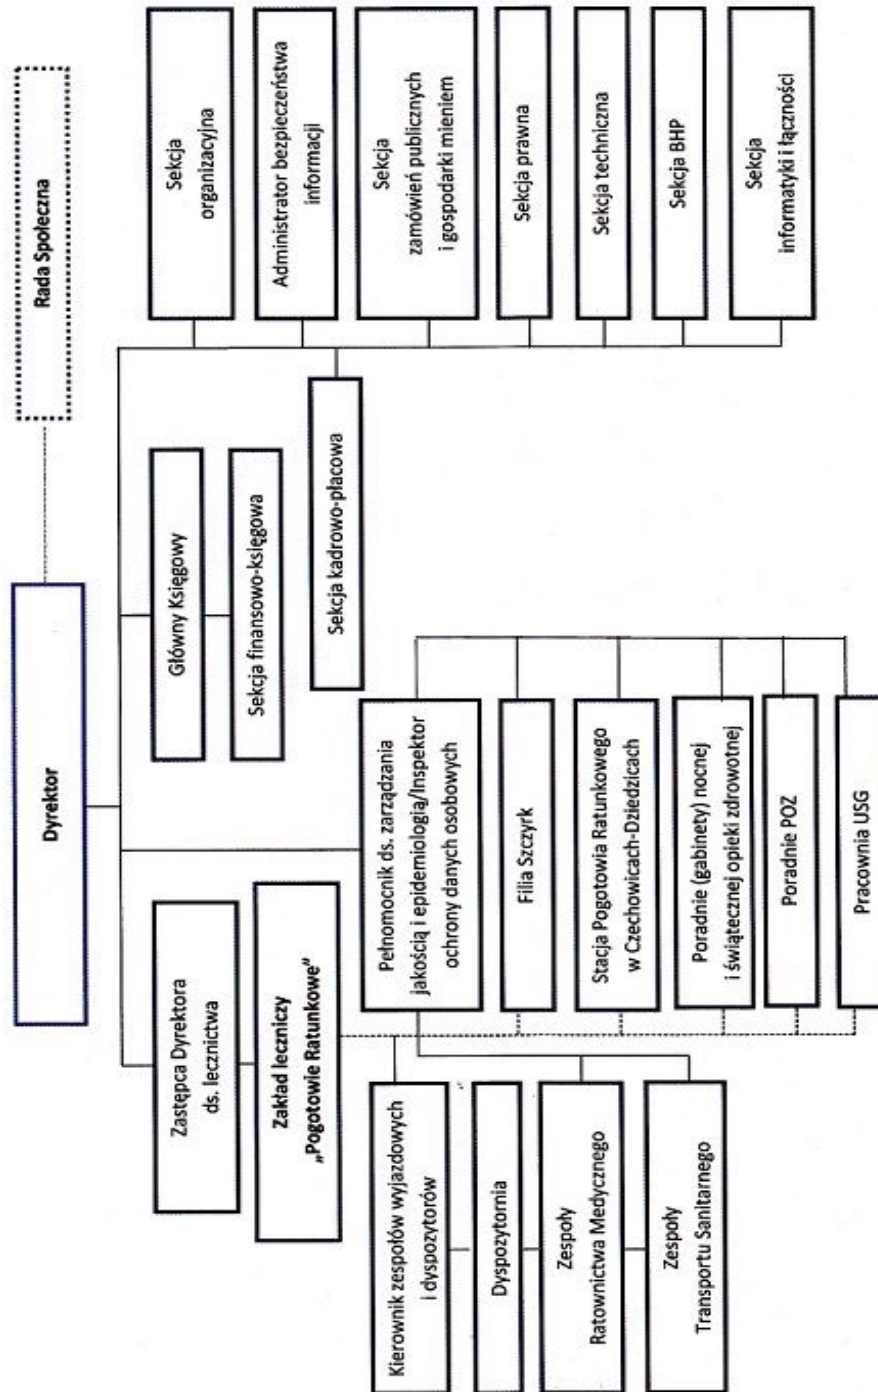 Dyrektor
Rada Społeczna
Zastępca Dyrektora
ds. lecznictwa
Zakład leczniczy
„Pogotowie Ratunkowe”
Główny Księgowy
Sekcja finansowo-księgowa
Sekcja kadrowo-płacowa
Sekcja
organizacyjna
Administrator bezpieczeństwa
informacji
Sekcja
zamówień publicznych
i gospodarki mieniem
Sekcja prawna
Sekcja techniczna
Sekcja BHP
Sekcja
informatyki i łączności
Pełnomocnik ds. zarządzania
jakością i epidemiologią/Inspektor
ochrony danych osobowych
Filia Szczyrk
Stacja Pogotowia Ratunkowego
w Czechowicach-Dziedzicach
Poradnie (gabinety) nocnej
i świątecznej opieki zdrowotnej
Poradnie POZ
Pracownia USG
Kierownik zespołów wyjazdowych
i dyspozytorów
Dyspozytornia
Zespoły
Ratownictwa Medycznego
Zespoły
Transportu Sanitarnego